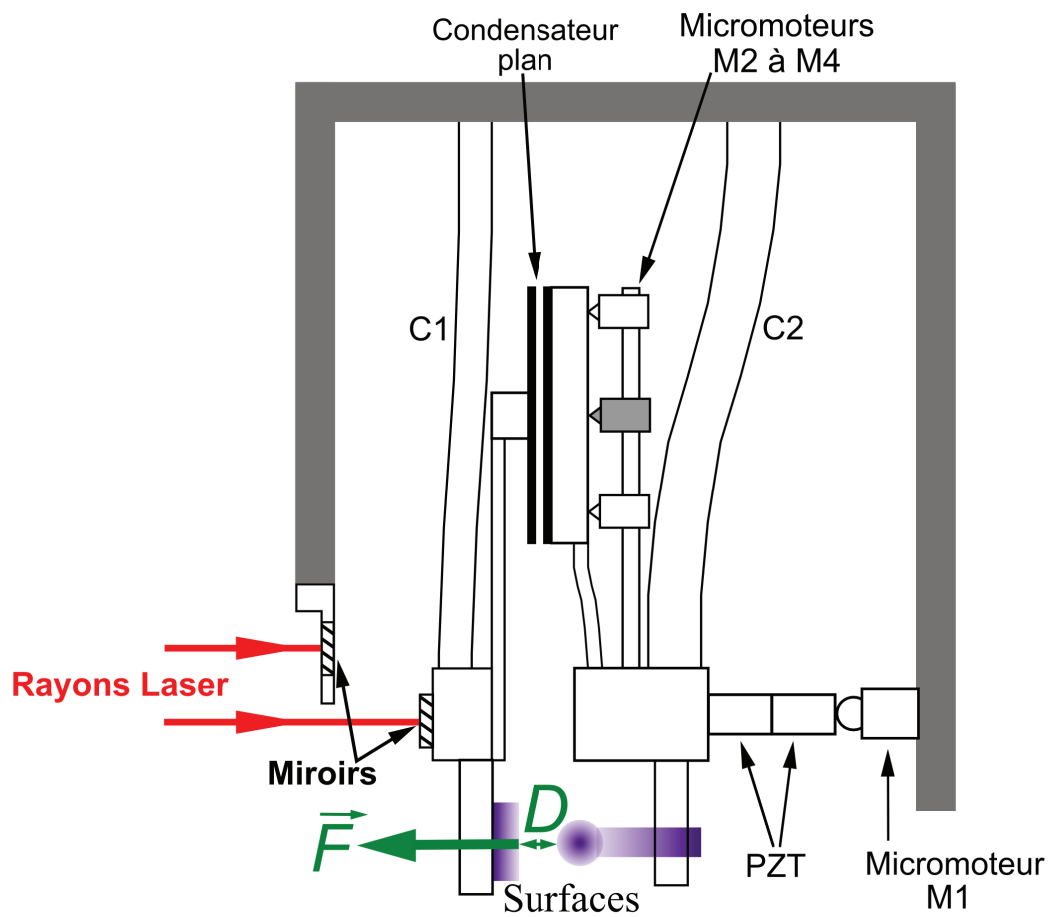 Condensateur
plan
Micromoteurs
M2 à M4
C1
C2
Rayons Laser
Miroirs
F
D
Surfaces
PZT
Micromoteur
M1